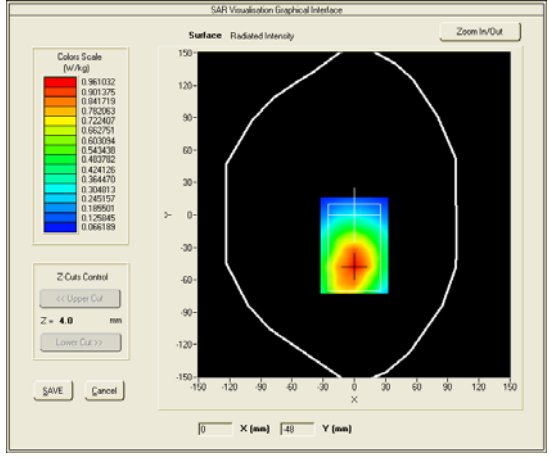 SAR Visualisation Graphical Interface
Surface Radiated Intensity
Zoom In/Out
Colors Scale
(W/kg)
0.961032
0.901375
0.841719
0.782063
0.722407
0.662751
0.603094
0.543438
0.483782
0.424126
0.364470
0.304813
0.245157
0.185501
0.125845
0.066189
150
120
90
60
30
0
-30
-60
-90
-120
-150
Y
-150 -120 -90 -60 -30 0 30 60 90 120 150
X
Z Cuts Control
<< Upper Cut
Z = 4.0 mm
Lower Cut >>
SAVE Cancel
0 X (mm) -48 Y (mm)